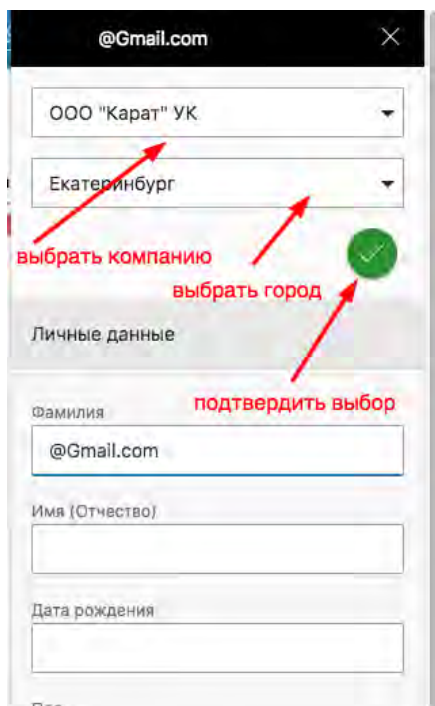 @Gmail.com
ООО "Карат" УК
Екатеринбург
выбрать компанию
выбрать город
Личные данные
подтвердить выбор
Фамилия
@Gmail.com
Имя (Отчество)
Дата рождения